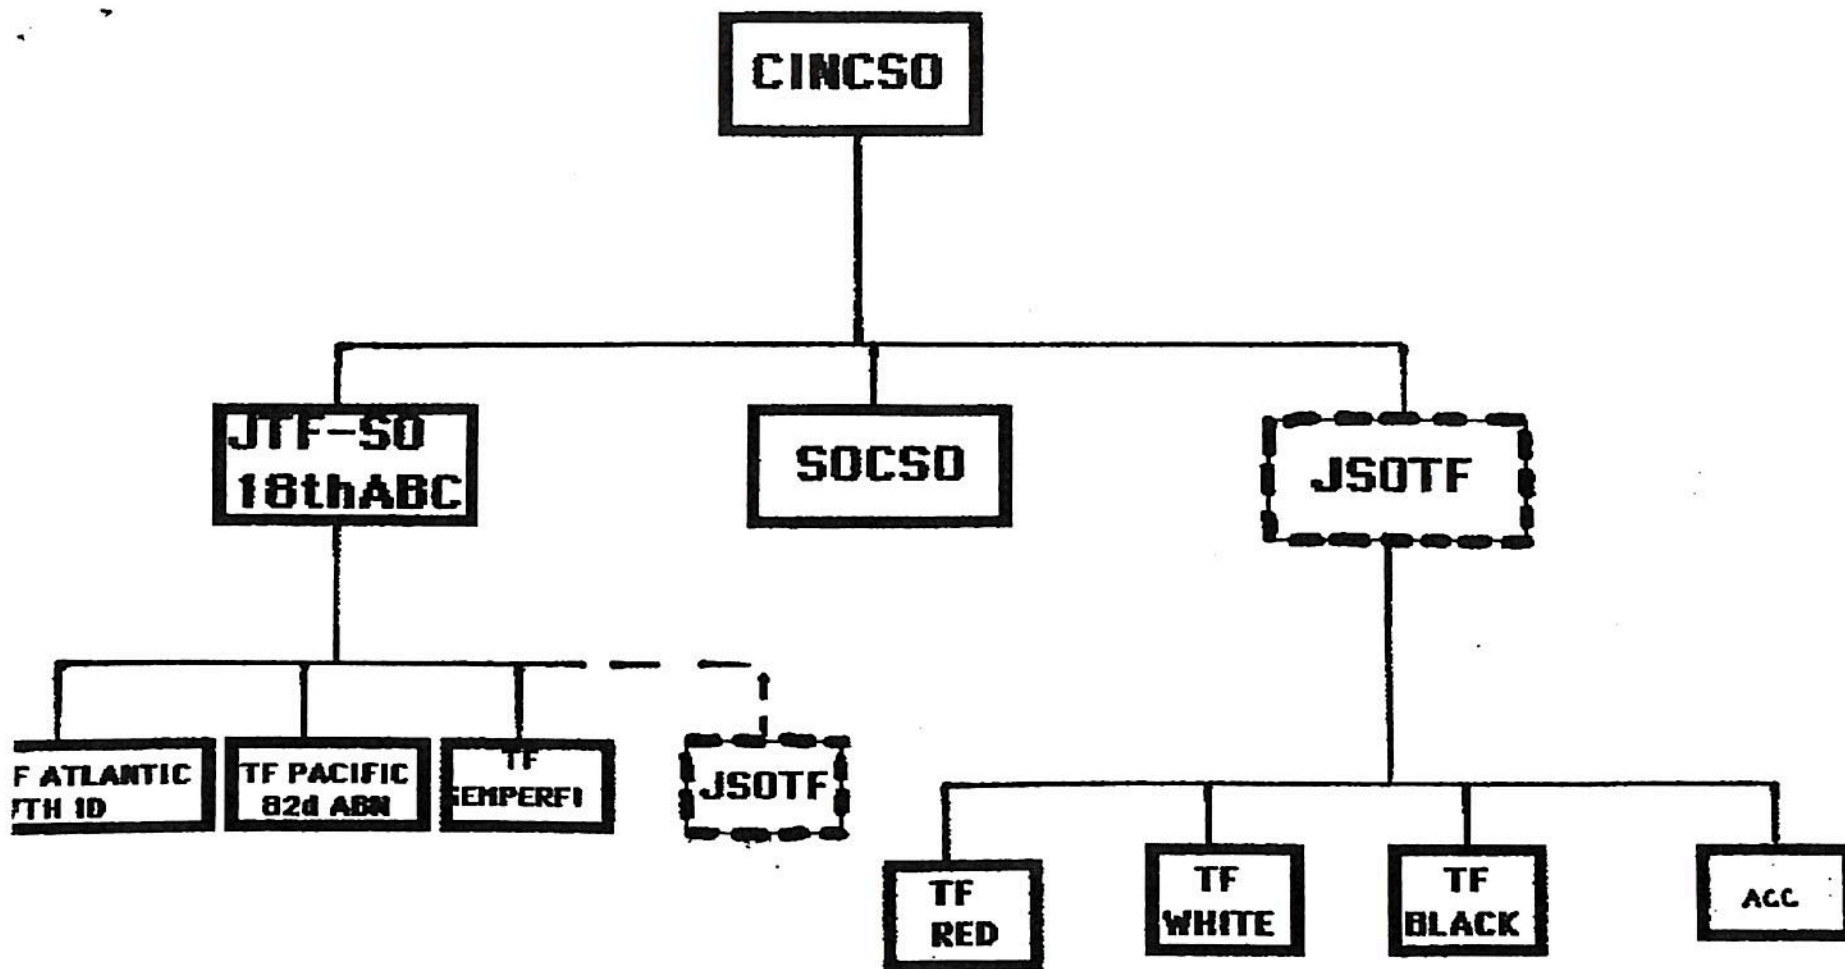 CINCSO
JTF-SO
18thABC
SOCSO
JSOTF
F ATLANTIC
TH ID
TF PACIFIC
82d ABN
TF
SEMPERFI
JSOTF
TF
RED
TF
WHITE
TF
BLACK
ACC